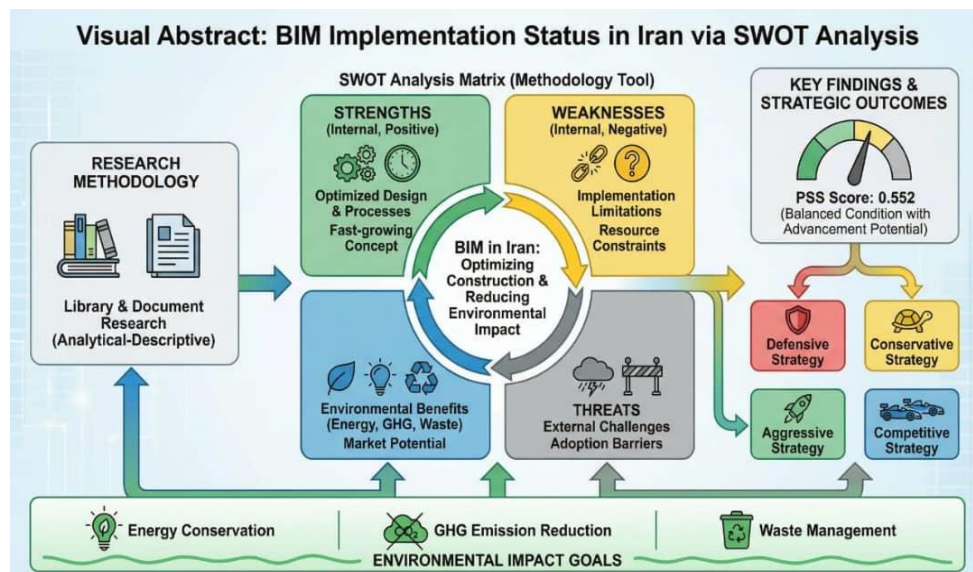 Visual Abstract: BIM Implementation Status in Iran via SWOT Analysis
SWOT Analysis Matrix (Methodology Tool)
RESEARCH
METHODOLOGY
Library & Document
Research
(Analytical-Descriptive)
STRENGTHS
(Internal, Positive)
Optimized Design
& Processes
Fast-growing
Concept
WEAKNESSES
(Internal, Negative)
?
Implementation
Limitations
Resource
Constraints
BIM in Iran:
Optimizing
Construction &
Reducing
Environmental
Impact
Environmental Benefits
(Energy, GHG, Waste)
Market Potential
THREATS
External Challenges
Adoption Barriers
KEY FINDINGS &
STRATEGIC OUTCOMES
PSS Score: 0.552
(Balanced Condition with
Advancement Potential)
Defensive
Strategy
Conservative
Strategy
Aggressive
Strategy
Competitive
Strategy
Energy Conservation
CO2
GHG Emission Reduction
Waste Management
ENVIRONMENTAL IMPACT GOALS